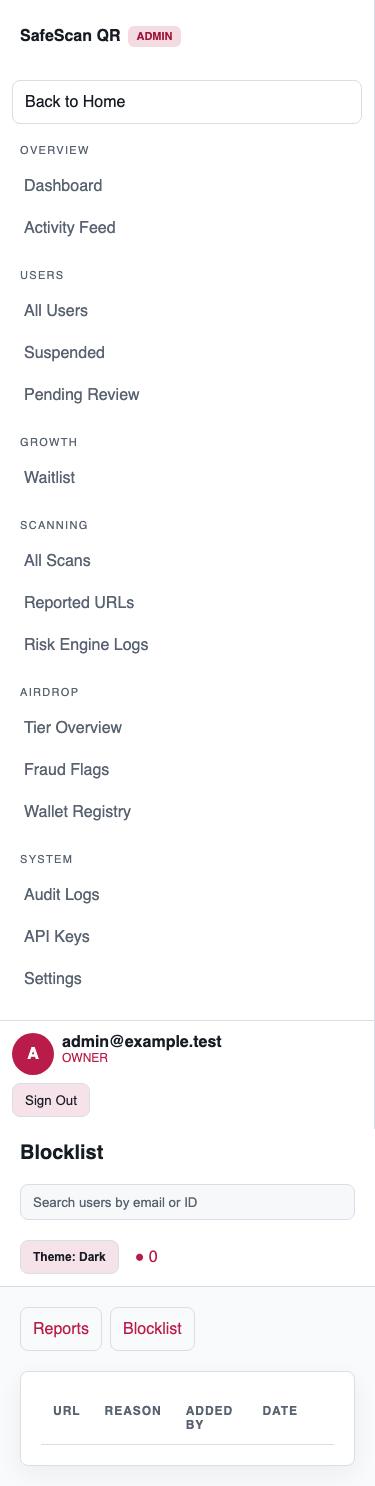 SafeScan QR ADMIN
Back to Home
OVERVIEW
Dashboard
Activity Feed
USERS
All Users
Suspended
Pending Review
GROWTH
Waitlist
SCANNING
All Scans
Reported URLs
Risk Engine Logs
AIRDROP
Tier Overview
Fraud Flags
Wallet Registry
SYSTEM
Audit Logs
API Keys
Settings
A admin@example.test
OWNER
Sign Out
Blocklist
Search users by email or ID
Theme: Dark ● 0
Reports Blocklist
URL REASON ADDED BY DATE